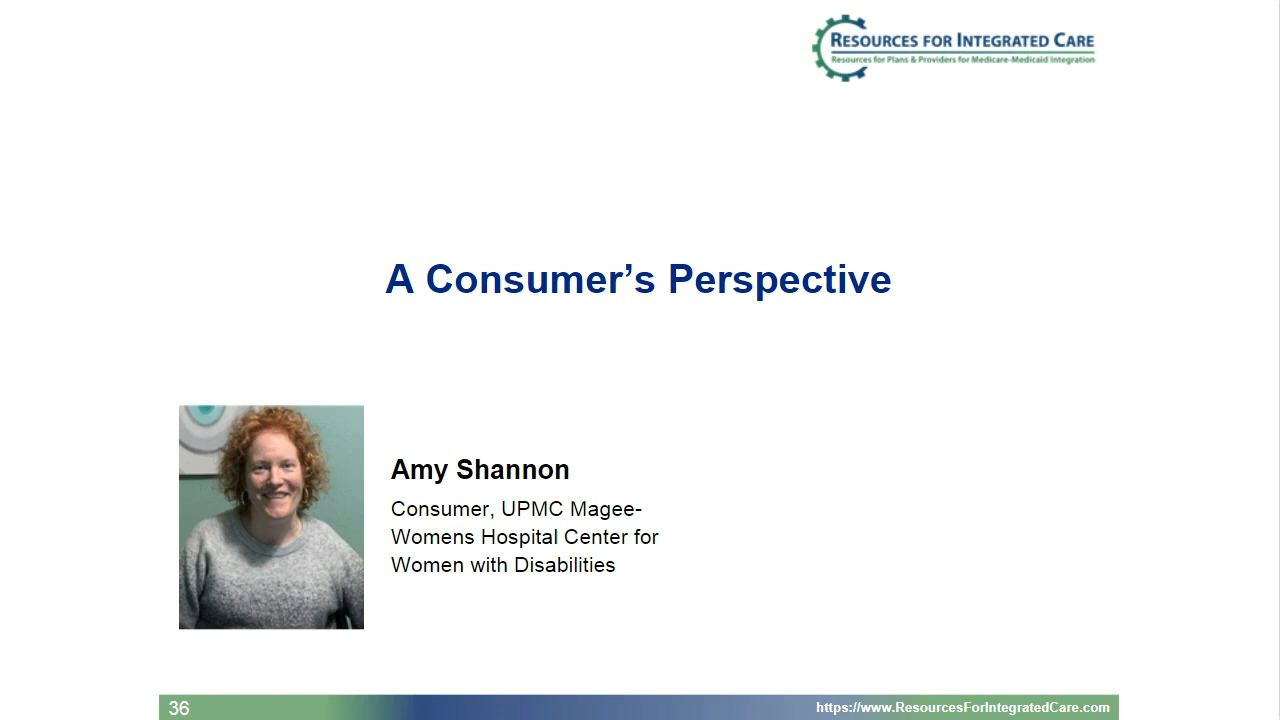 RESOURCES FOR INTEGRATED CARE
Resources for Plans & Providers for Medicare-Medicaid Integration
A Consumer’s Perspective
Amy Shannon
Consumer, UPMC Magee-
Womens Hospital Center for
Women with Disabilities
36
https://www.ResourcesForIntegratedCare.com